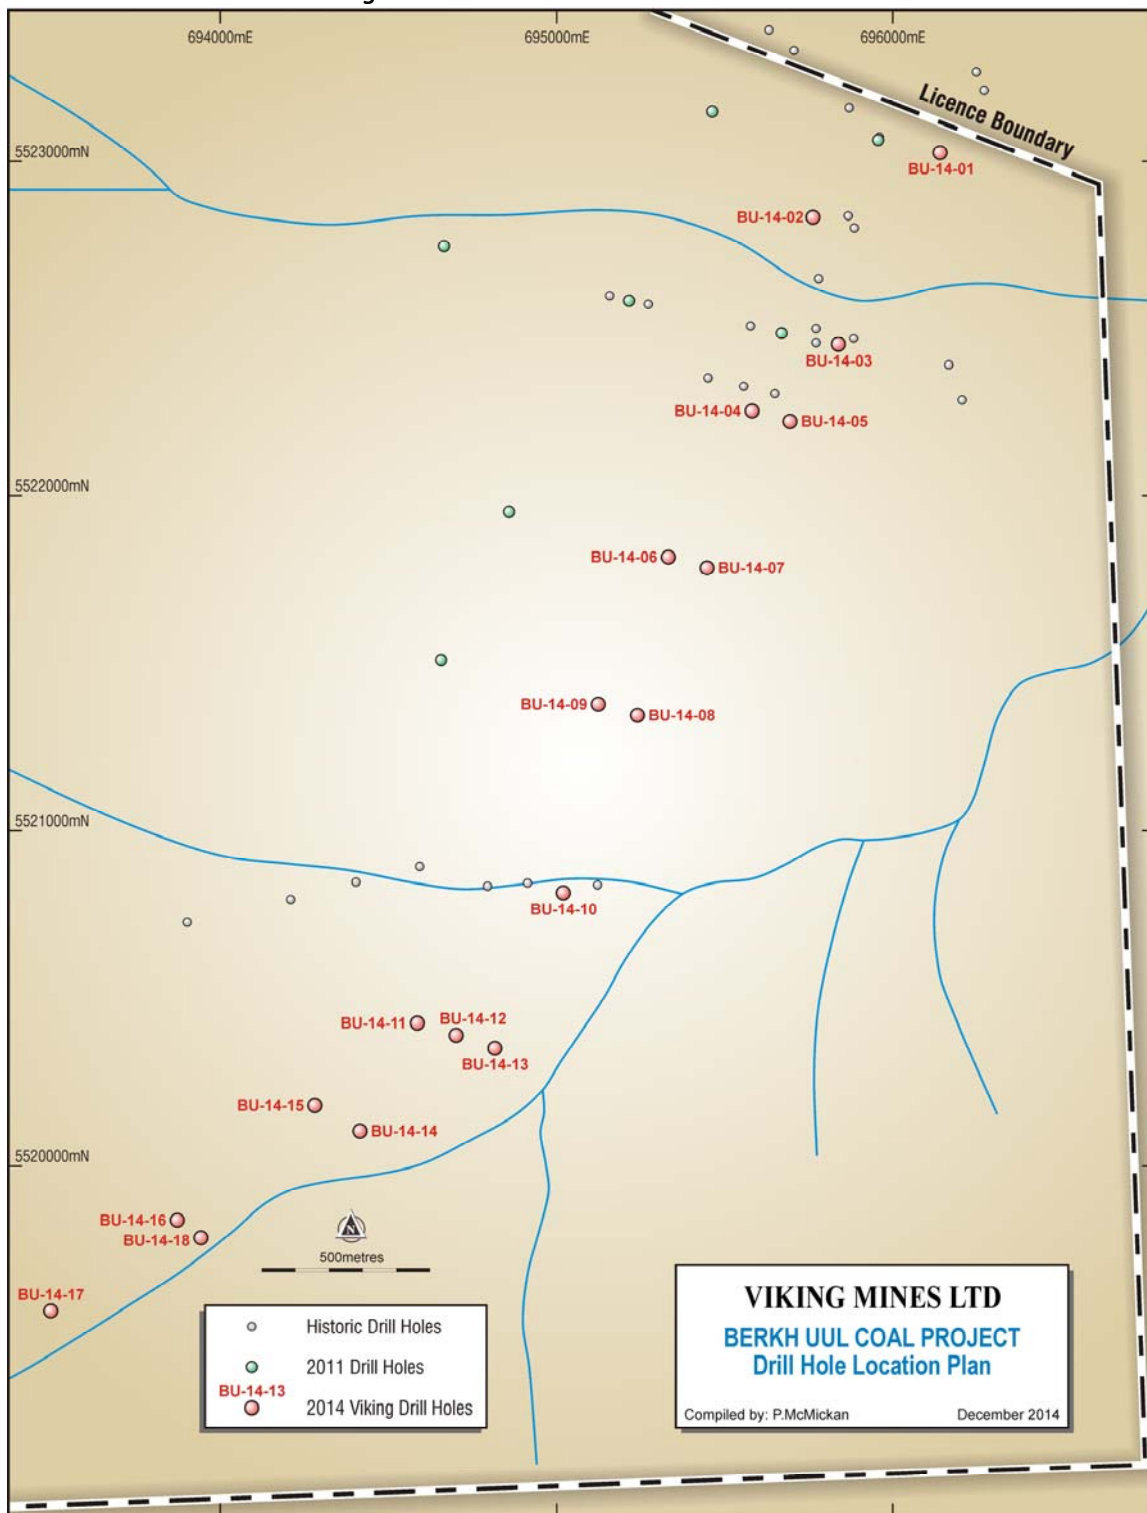 694000mE
695000mE
696000mE
Licence Boundary
5523000mN
BU-14-01
BU-14-02
BU-14-03
BU-14-04
BU-14-05
5522000mN
BU-14-06
BU-14-07
BU-14-09
BU-14-08
5521000mN
BU-14-10
BU-14-11
BU-14-12
BU-14-13
BU-14-15
BU-14-14
5520000mN
BU-14-16
BU-14-18
BU-14-17
N
500metres
Historic Drill Holes
2011 Drill Holes
BU-14-13
2014 Viking Drill Holes
VIKING MINES LTD
BERKH UUL COAL PROJECT
Drill Hole Location Plan
Compiled by: P.McMickan
December 2014